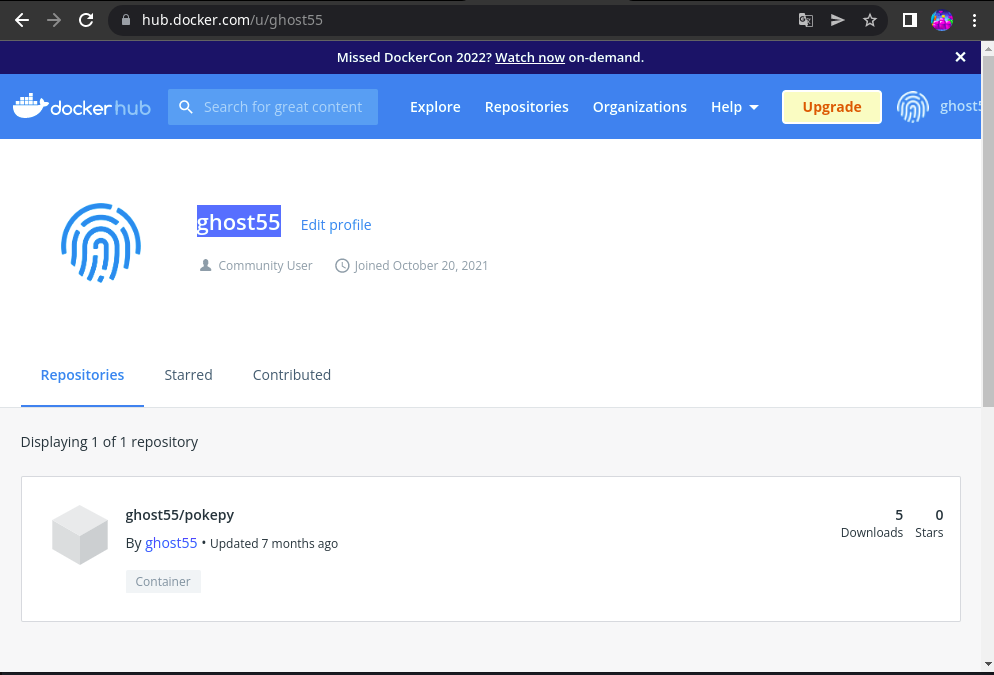 hub.docker.com/u/ghost55
Missed DockerCon 2022? Watch now on-demand.
docker hub Search for great content Explore Repositories Organizations Help Upgrade ghost5
ghost55 Edit profile
Community User Joined October 20, 2021
Repositories Starred Contributed
Displaying 1 of 1 repository
ghost55/pokepy 5 0
Downloads Stars
By ghost55 • Updated 7 months ago
Container